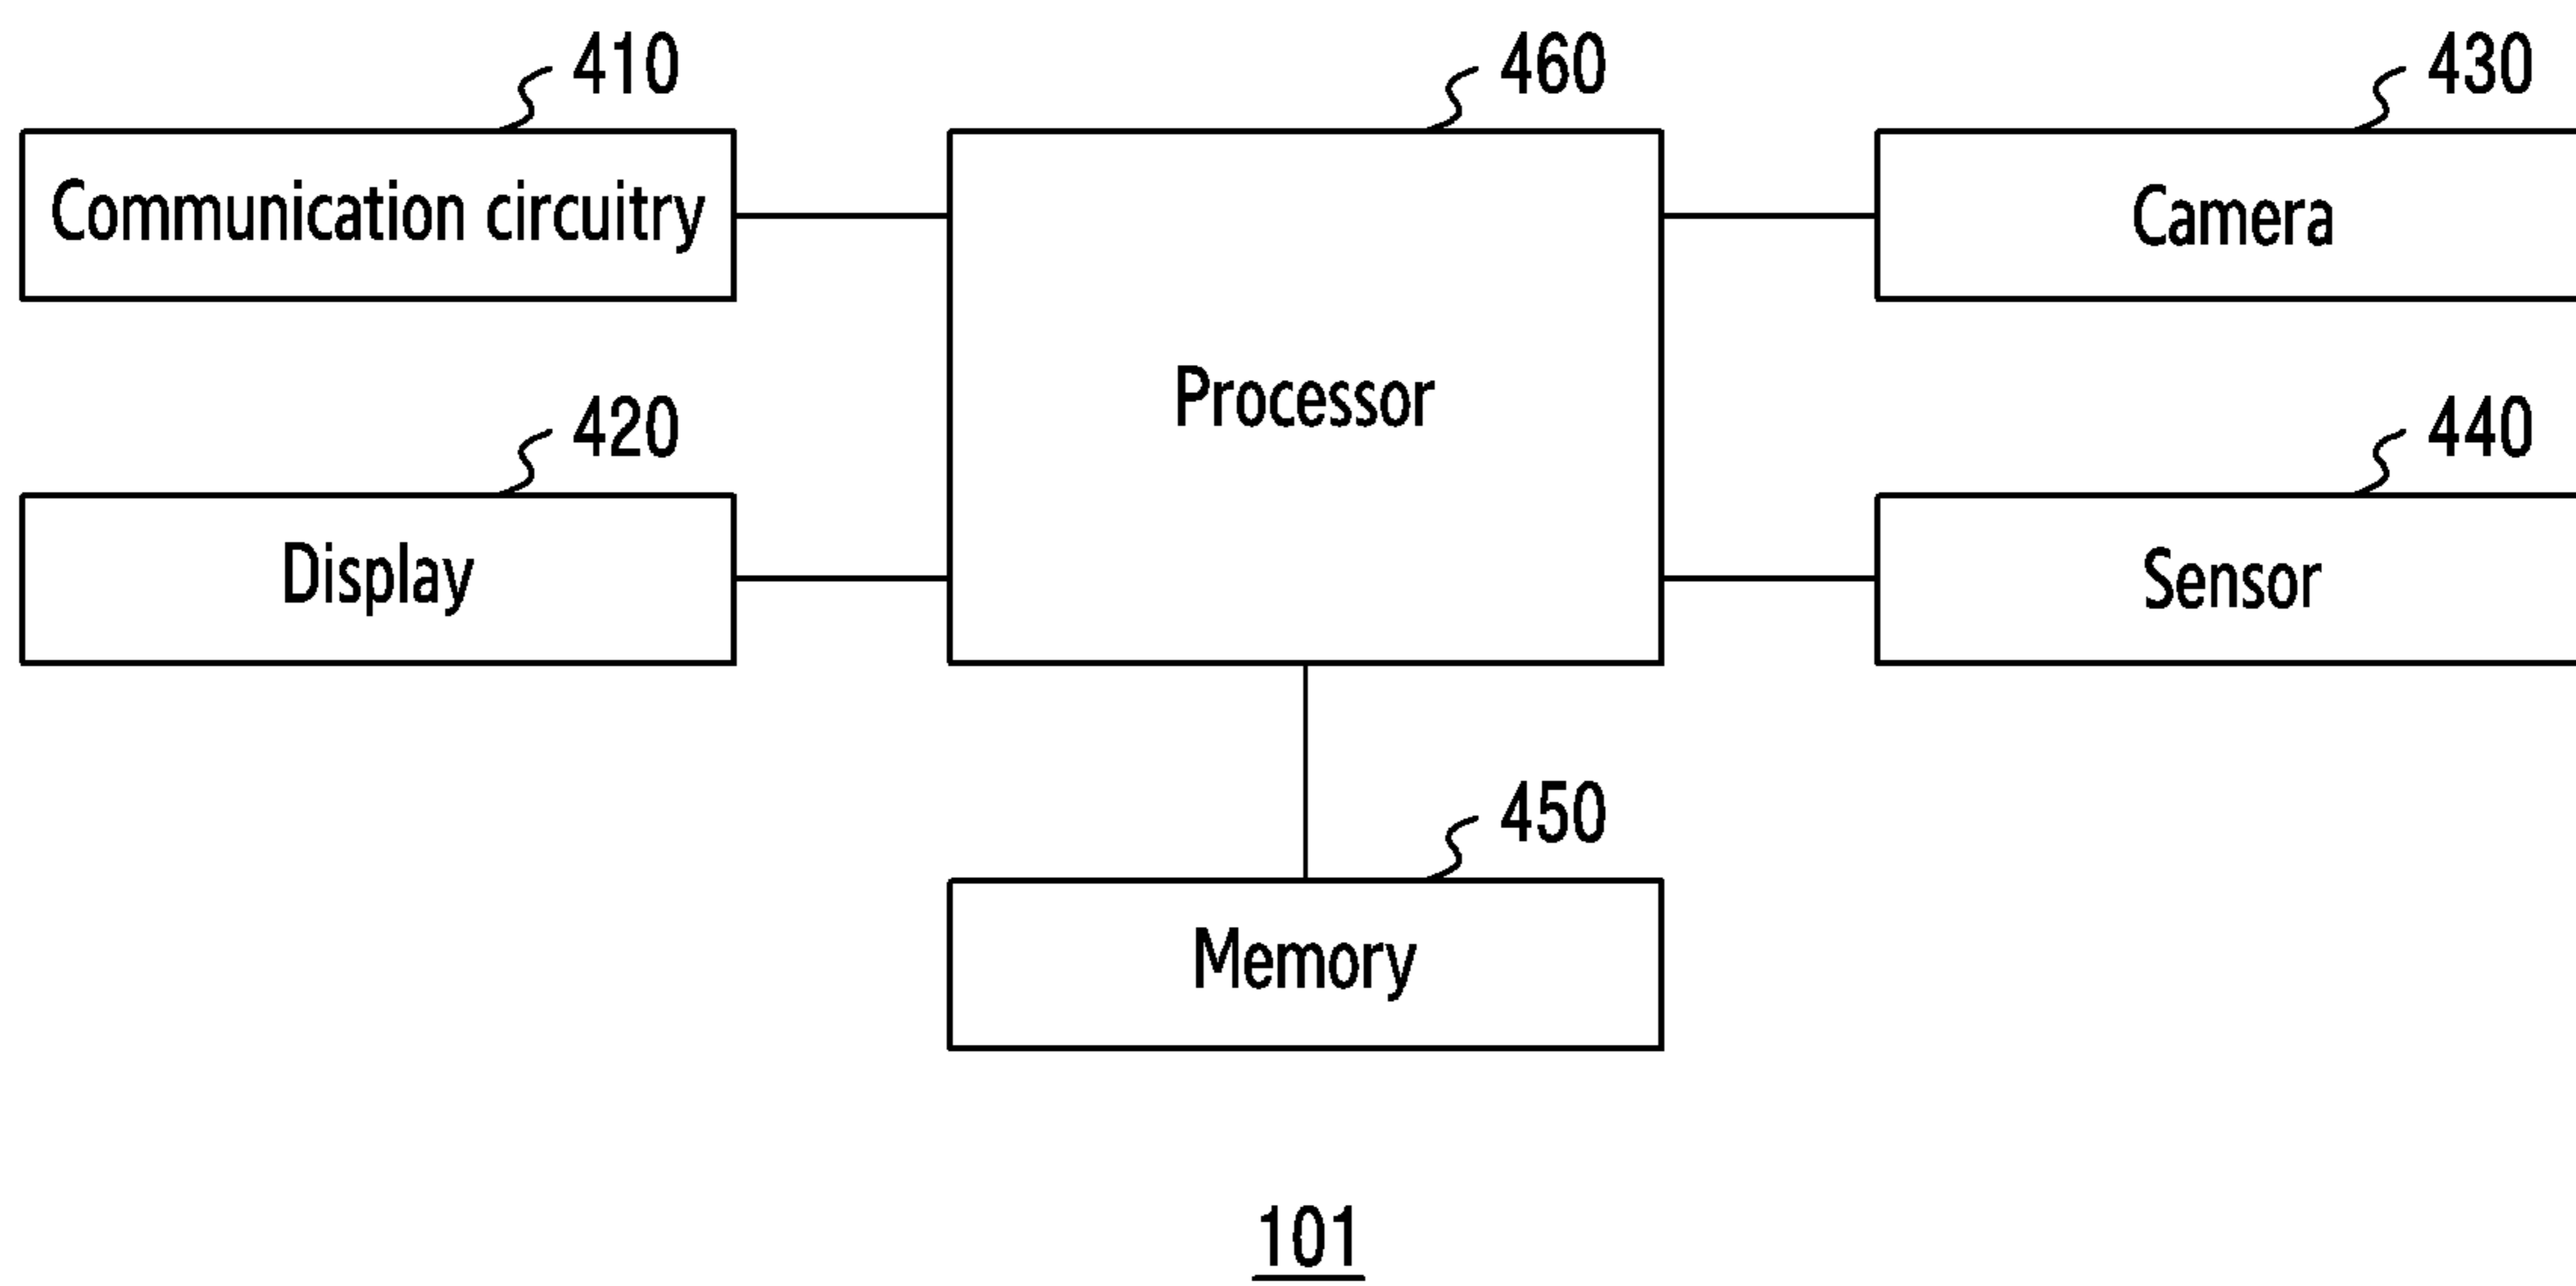 410
460
430
Communication circuitry
Camera
Processor
420
440
Display
Sensor
450
Memory
101